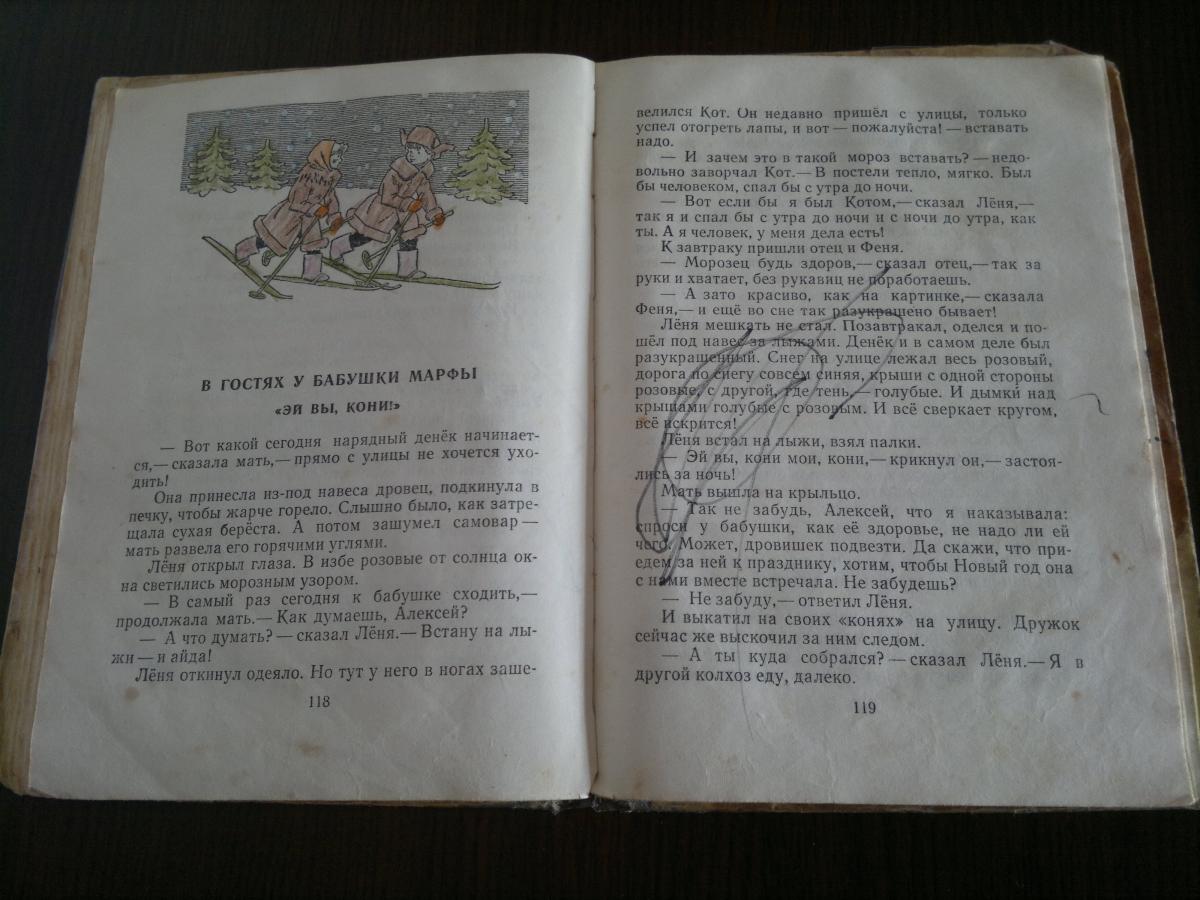 В ГОСТЯХ У БАБУШКИ МАРФЫ
«ЭЙ ВЫ, КОНИ!»
— Вот какой сегодня нарядный денёк начинает-
ся,— сказала мать,— прямо с улицы не хочется ухо-
дить!
Она принесла из-под навеса дровец, подкинула в
печку, чтобы жарче горело. Слышно было, как затре-
щала сухая берёста. А потом зашумел самовар —
мать развела его горячими углями.
Лёня открыл глаза. В избе розовые от солнца ок-
на светились морозным узором.
— В самый раз сегодня к бабушке сходить,—
продолжала мать.— Как думаешь, Алексей?
— А что думать? — сказал Лёня.— Встану на лы-
жи — и айда!
Лёня откинул одеяло. Но тут у него в ногах заше-
118
велился Кот. Он недавно пришёл с улицы, только
успел отогреть лапы, и вот — пожалуйста! — вставать
надо.
— И зачем это в такой мороз вставать? — недо-
вольно заворчал Кот.— В постели тепло, мягко. Был
бы человеком, спал бы с утра до ночи.
— Вот если бы я был Котом,— сказал Лёня,—
так я и спал бы с утра до ночи и с ночи до утра, как
ты. А я человек, у меня дела есть!
К завтраку пришли отец и Феня.
— Морозец будь здоров,— сказал отец,— так за
руки и хватает, без рукавиц не поработаешь.
— А зато красиво, как на картинке,— сказала
Феня,— и ещё во сне так разукрашено бывает!
Лёня мешкать не стал. Позавтракал, оделся и по-
шёл под навес за лыжами. Денёк и в самом деле был
разукрашенный. Снег на улице лежал весь розовый,
дорога по снегу совсем синяя, крыши с одной стороны
розовые, с другой, где тень,— голубые. И дымки над
крышами голубые с розовым. И всё сверкает кругом,
всё искрится!
Лёня встал на лыжи, взял палки.
— Эй вы, кони мои, кони,— крикнул он,— застоя-
лись за ночь!
Мать вышла на крыльцо.
— Так не забудь, Алексей, что я наказывала:
спроси у бабушки, как её здоровье, не надо ли ей
чего. Может, дровишек подвезти. Да скажи, что при-
едем за ней к празднику, хотим, чтобы Новый год она
с нами вместе встречала. Не забудешь?
— Не забуду,— ответил Лёня.
И выкатил на своих «конях» на улицу. Дружок
сейчас же выскочил за ним следом.
— А ты куда собрался? — сказал Лёня.— Я в
другой колхоз еду, далеко.
119